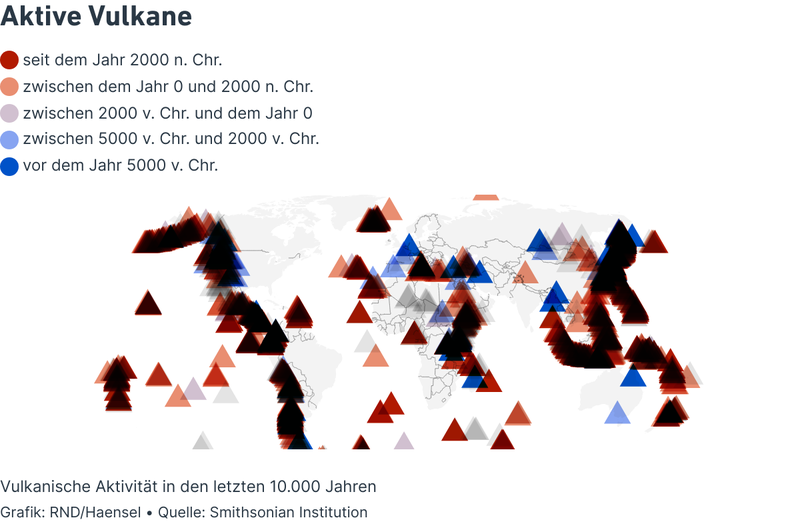 Aktive Vulkane
seit dem Jahr 2000 n. Chr.
zwischen dem Jahr 0 und 2000 n. Chr.
zwischen 2000 v. Chr. und dem Jahr 0
zwischen 5000 v. Chr. und 2000 v. Chr.
vor dem Jahr 5000 v. Chr.
Vulkanische Aktivität in den letzten 10.000 Jahren
Grafik: RND/Haensel • Quelle: Smithsonian Institution